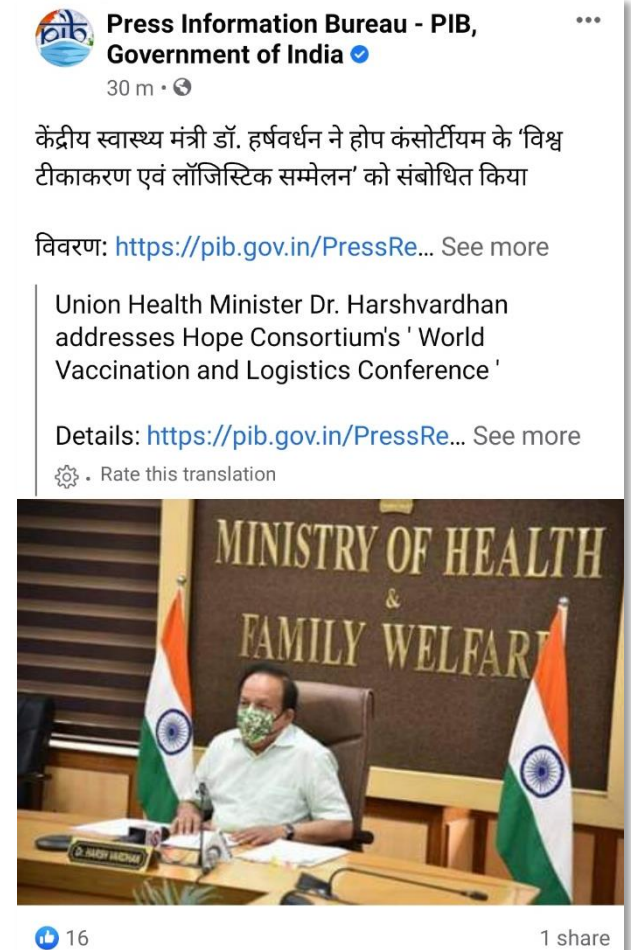 pib
Press Information Bureau - PIB,
Government of India
30 m •
केंद्रीय स्वास्थ्य मंत्री डॉ. हर्षवर्धन ने होप कंसोर्टीयम के ‘विश्व
टीकाकरण एवं लॉजिस्टिक सम्मेलन’ को संबोधित किया
विवरण: https://pib.gov.in/PressRe... See more
Union Health Minister Dr. Harshvardhan
addresses Hope Consortium's ' World
Vaccination and Logistics Conference '
Details: https://pib.gov.in/PressRe... See more
Rate this translation
MINISTRY OF HEALTH
&
FAMILY WELFAR
Dr. HARSH VARDHAN
16
1 share